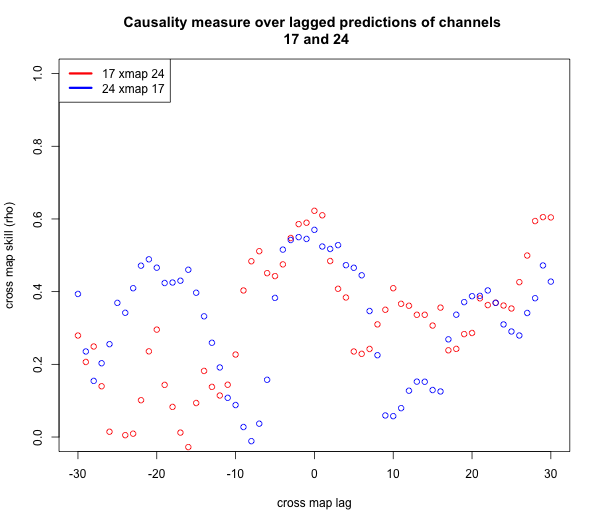 Causality measure over lagged predictions of channels
17 and 24
17 xmap 24
24 xmap 17
cross map skill (rho)
1.0
0.8
0.6
0.4
0.2
0.0
-30 -20 -10 0 10 20 30
cross map lag